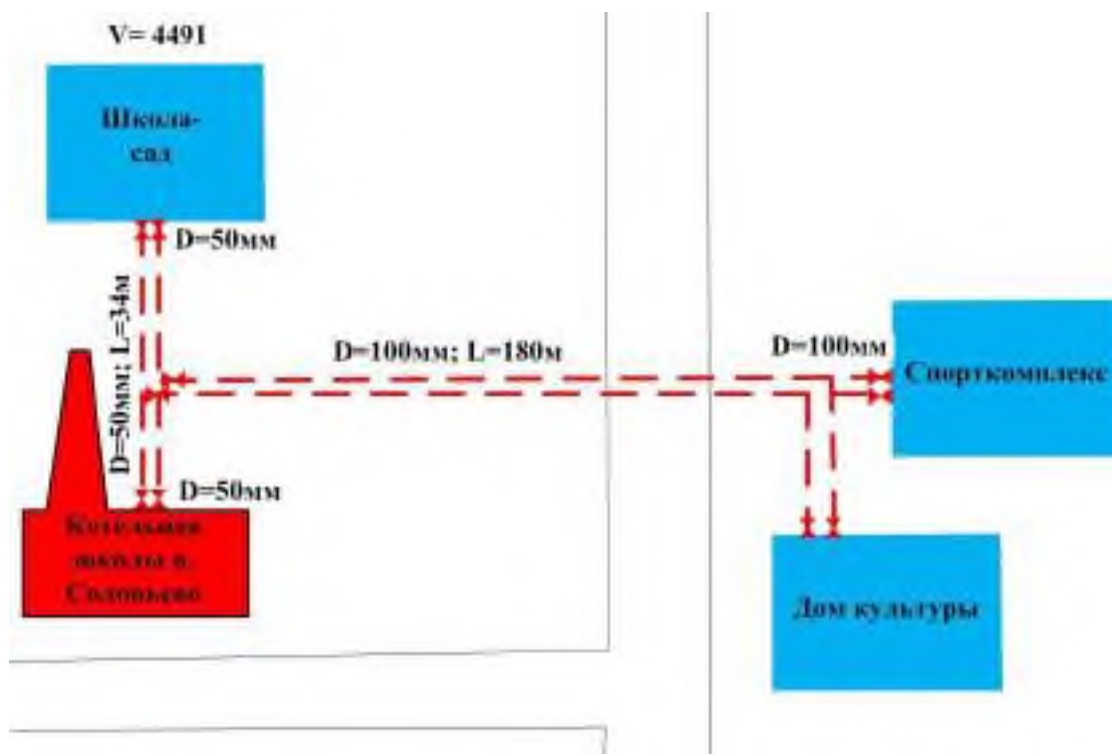 V= 4491
Школа-
сад
D=50мм
D=50мм; L=34м
D=100мм; L=180м
D=100мм
Спорткомплекс
D=50мм
Котельная
школы с.
Соловьево
Дом культуры